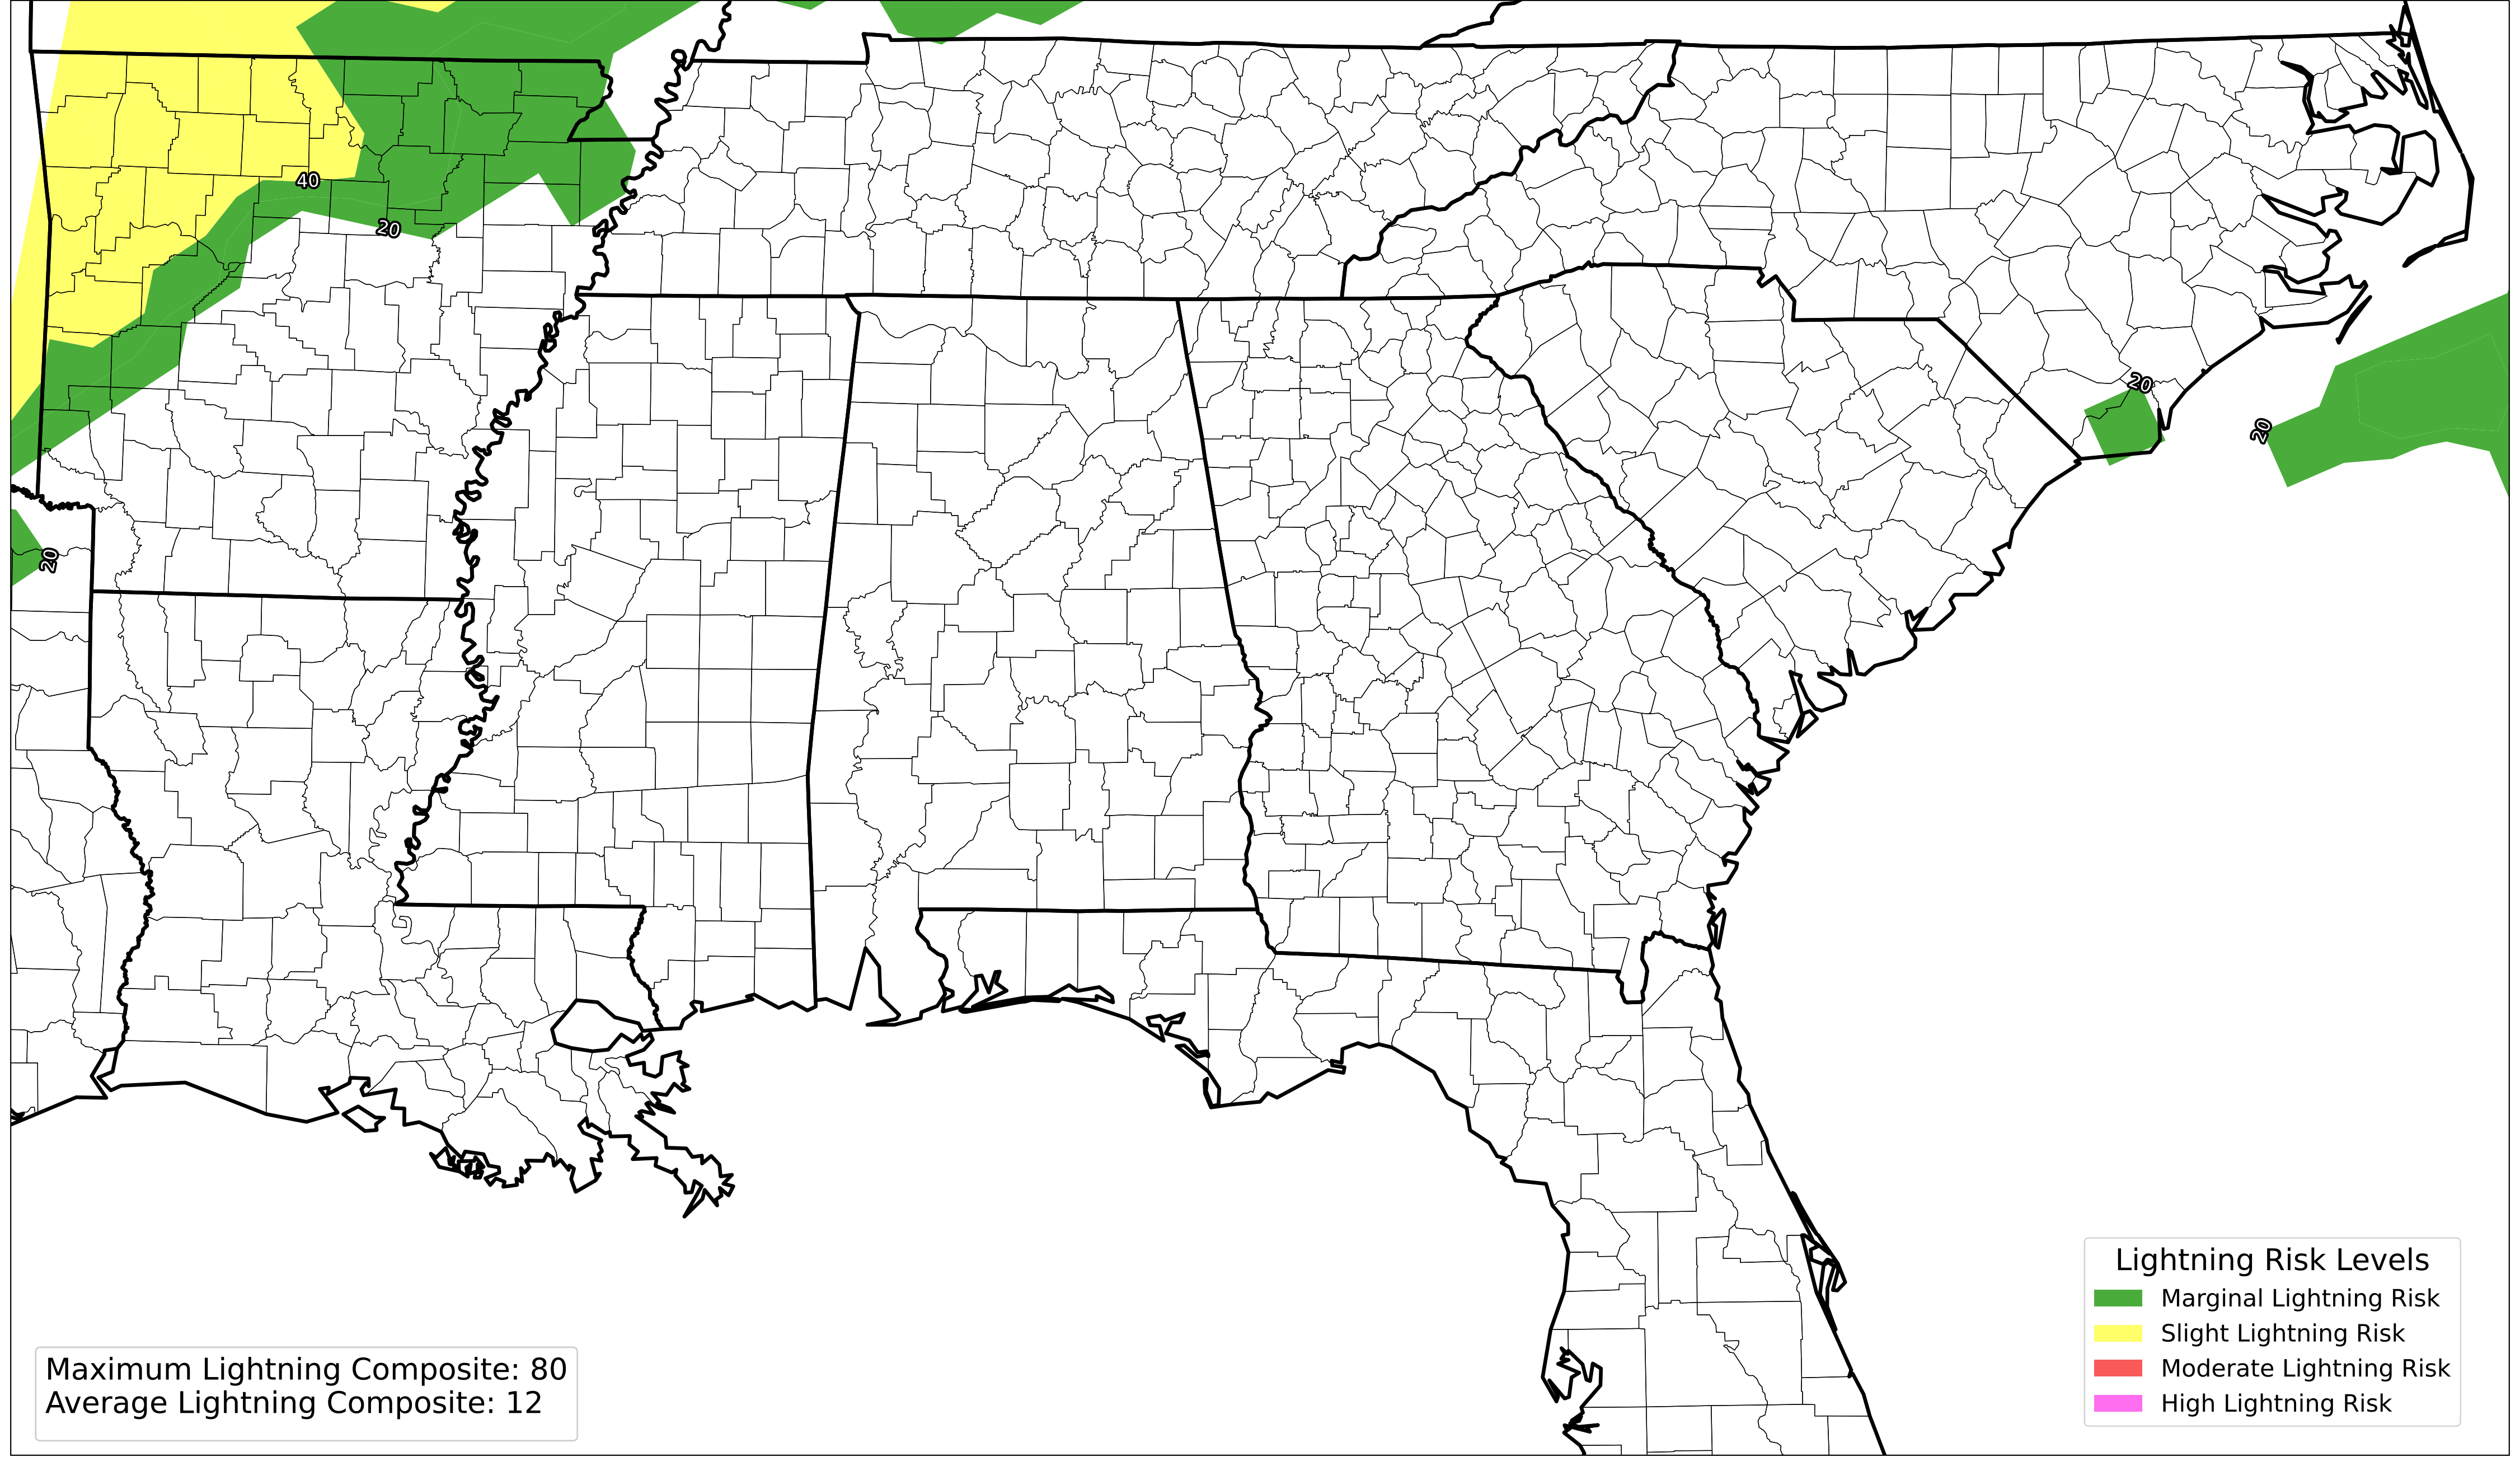 40
20
20
20
20
Lightning Risk Levels
Marginal Lightning Risk
Slight Lightning Risk
Moderate Lightning Risk
High Lightning Risk
Maximum Lightning Composite: 80
Average Lightning Composite: 12